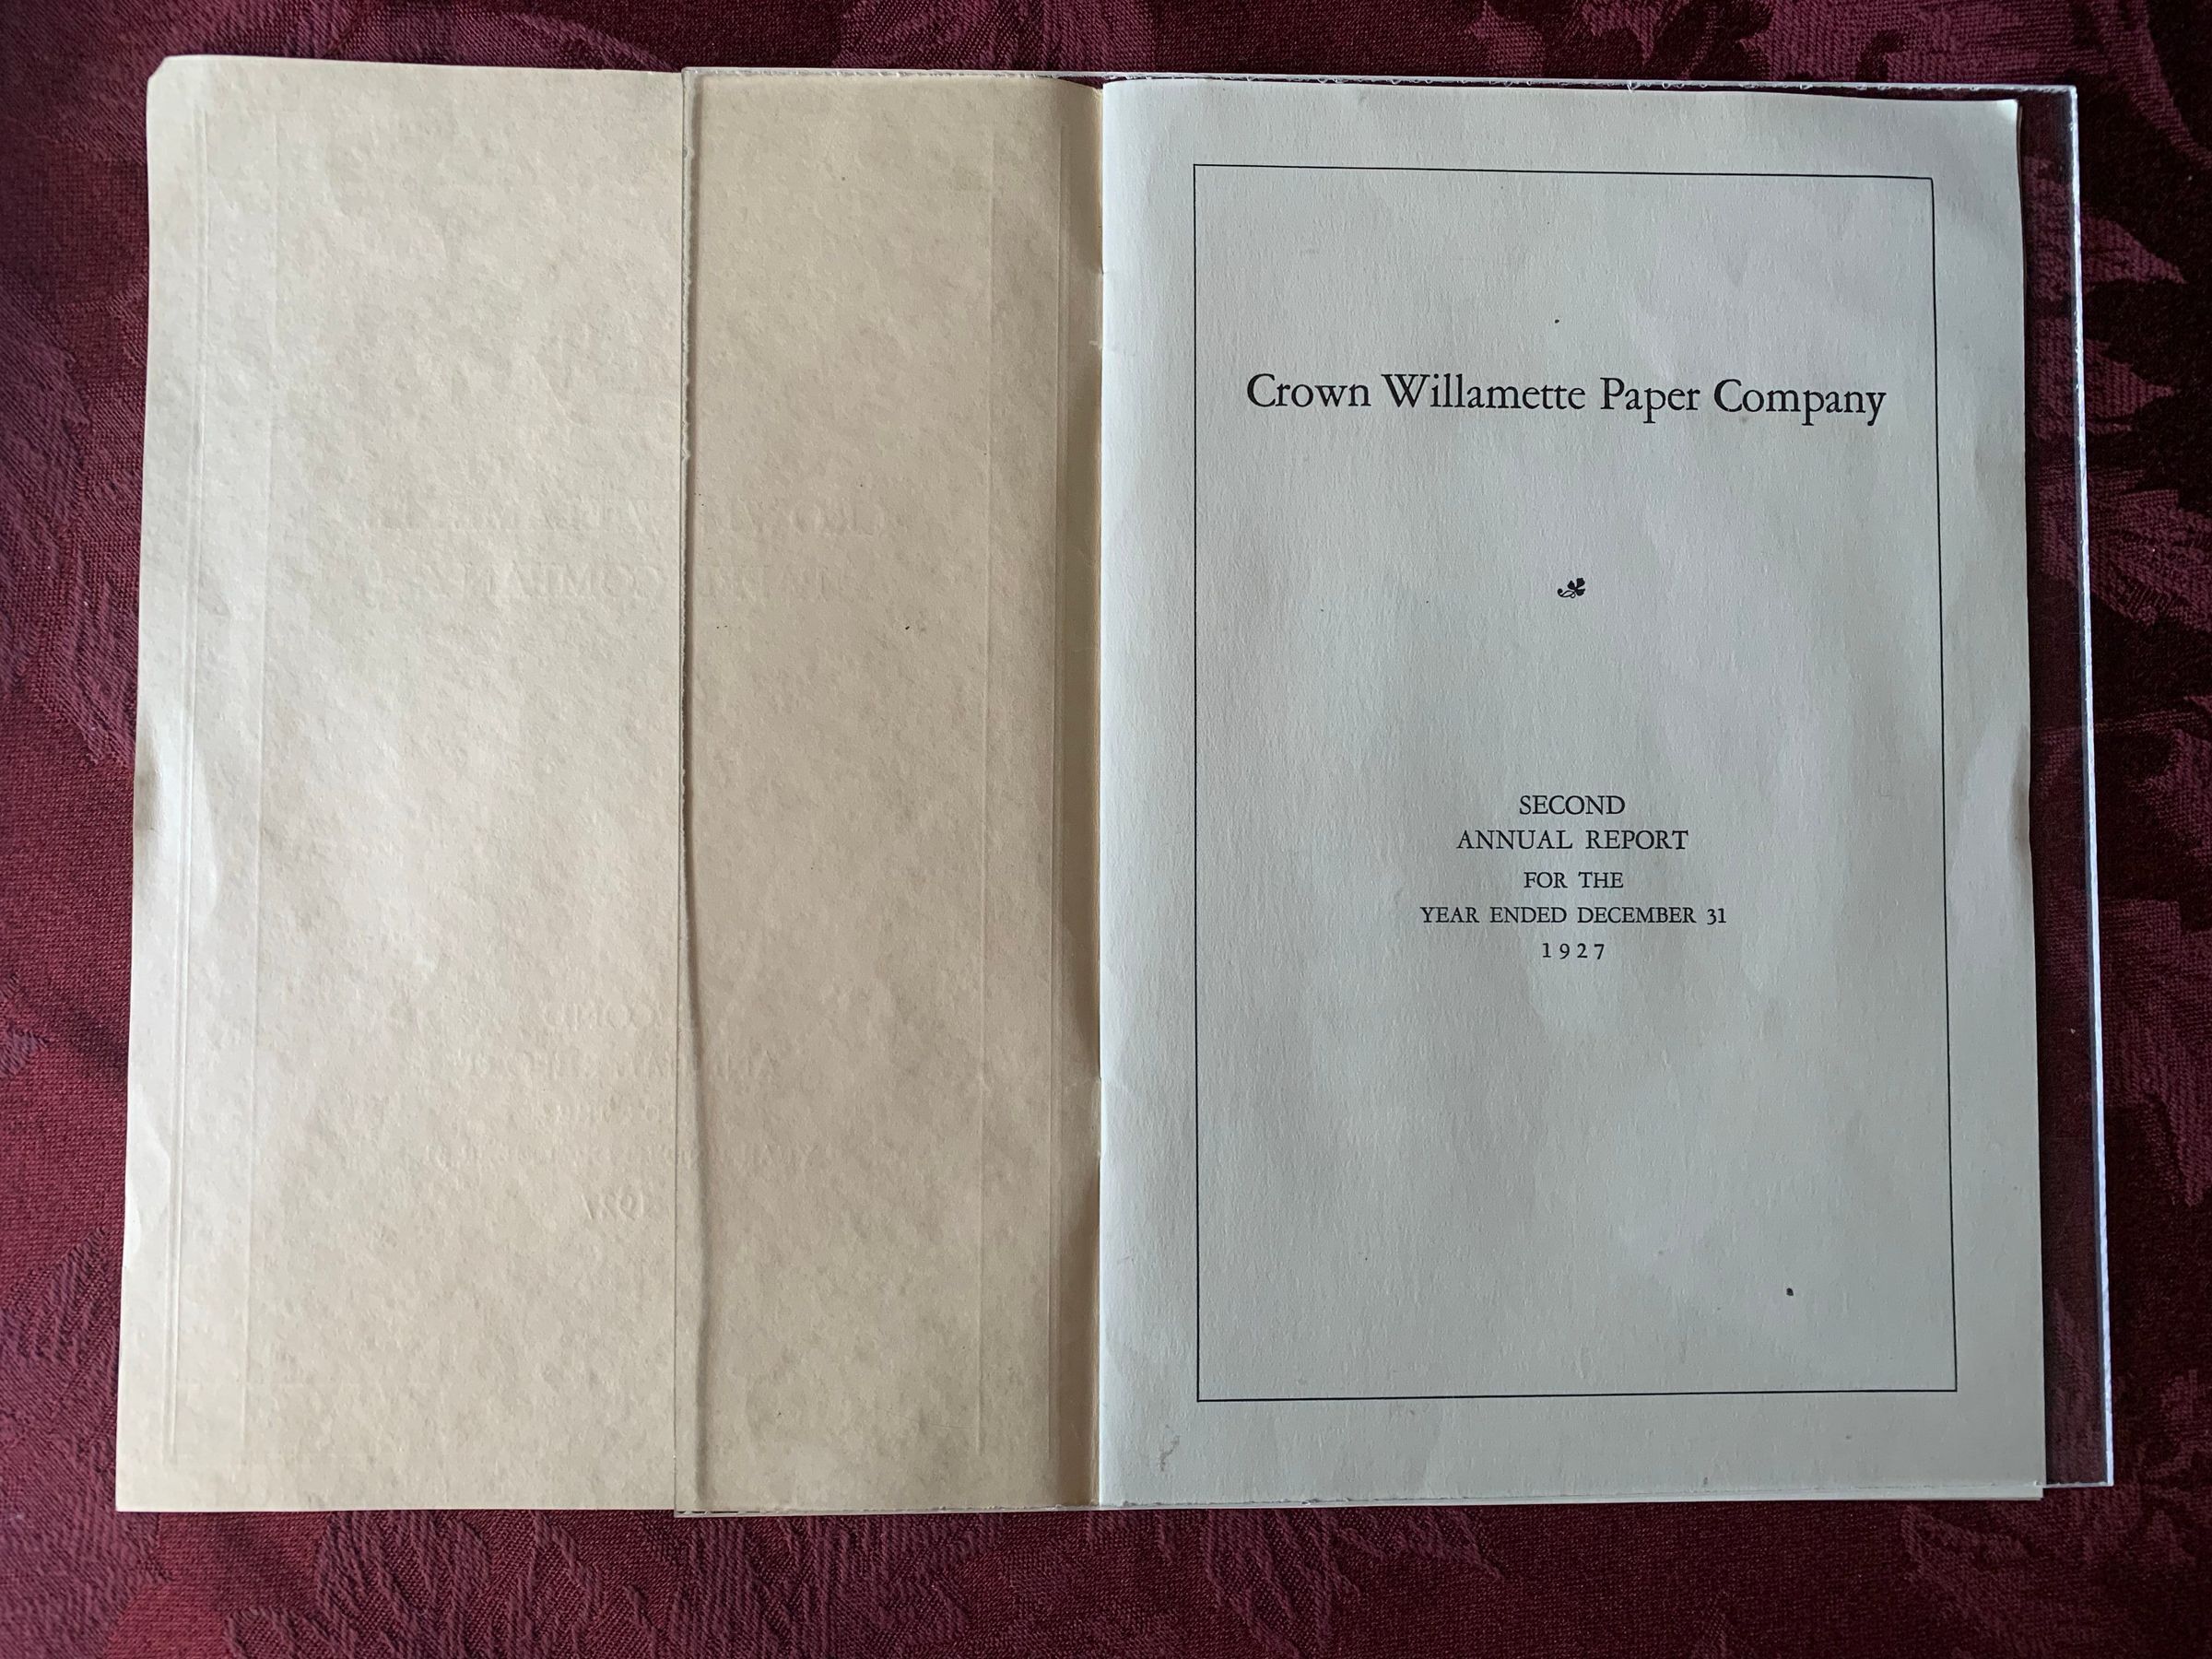 Crown Willamette Paper Company
SECOND
ANNUAL REPORT
FOR THE
YEAR ENDED DECEMBER 31
1927